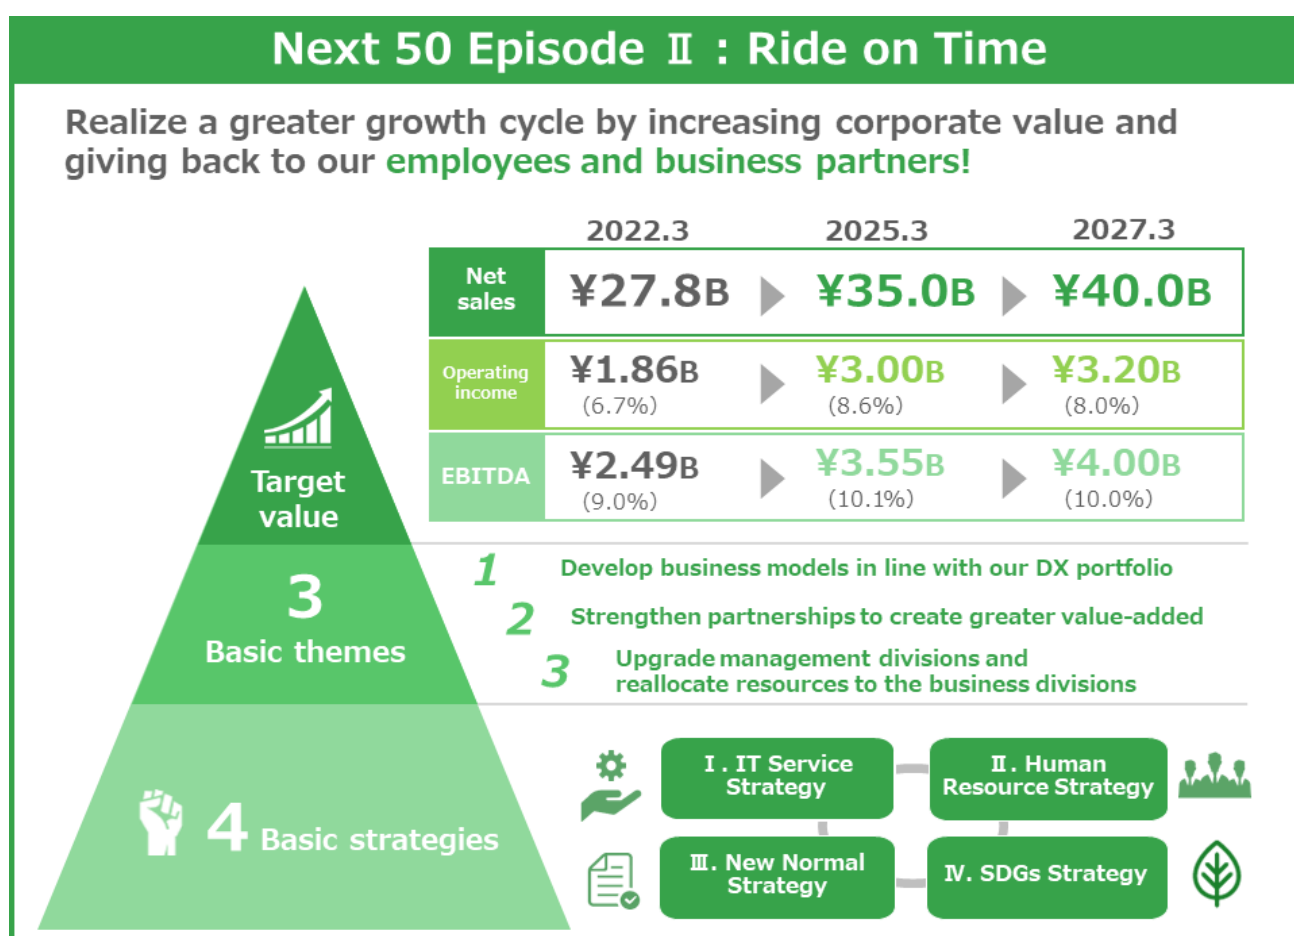 Next 50 Episode Ⅱ : Ride on Time
Realize a greater growth cycle by increasing corporate value and
giving back to our employees and business partners!
2022.3 2025.3 2027.3
Net
sales
¥27.8B ¥35.0B ¥40.0B
Operating
income
¥1.86B ¥3.00B ¥3.20B
(6.7%) (8.6%) (8.0%)
EBITDA
¥2.49B ¥3.55B ¥4.00B
(9.0%) (10.1%) (10.0%)
Target
value
3
Basic themes
1 Develop business models in line with our DX portfolio
2 Strengthen partnerships to create greater value-added
3 Upgrade management divisions and
reallocate resources to the business divisions
4 Basic strategies
Ⅰ. IT Service
Strategy
Ⅱ. Human
Resource Strategy
Ⅲ. New Normal
Strategy
Ⅳ. SDGs Strategy